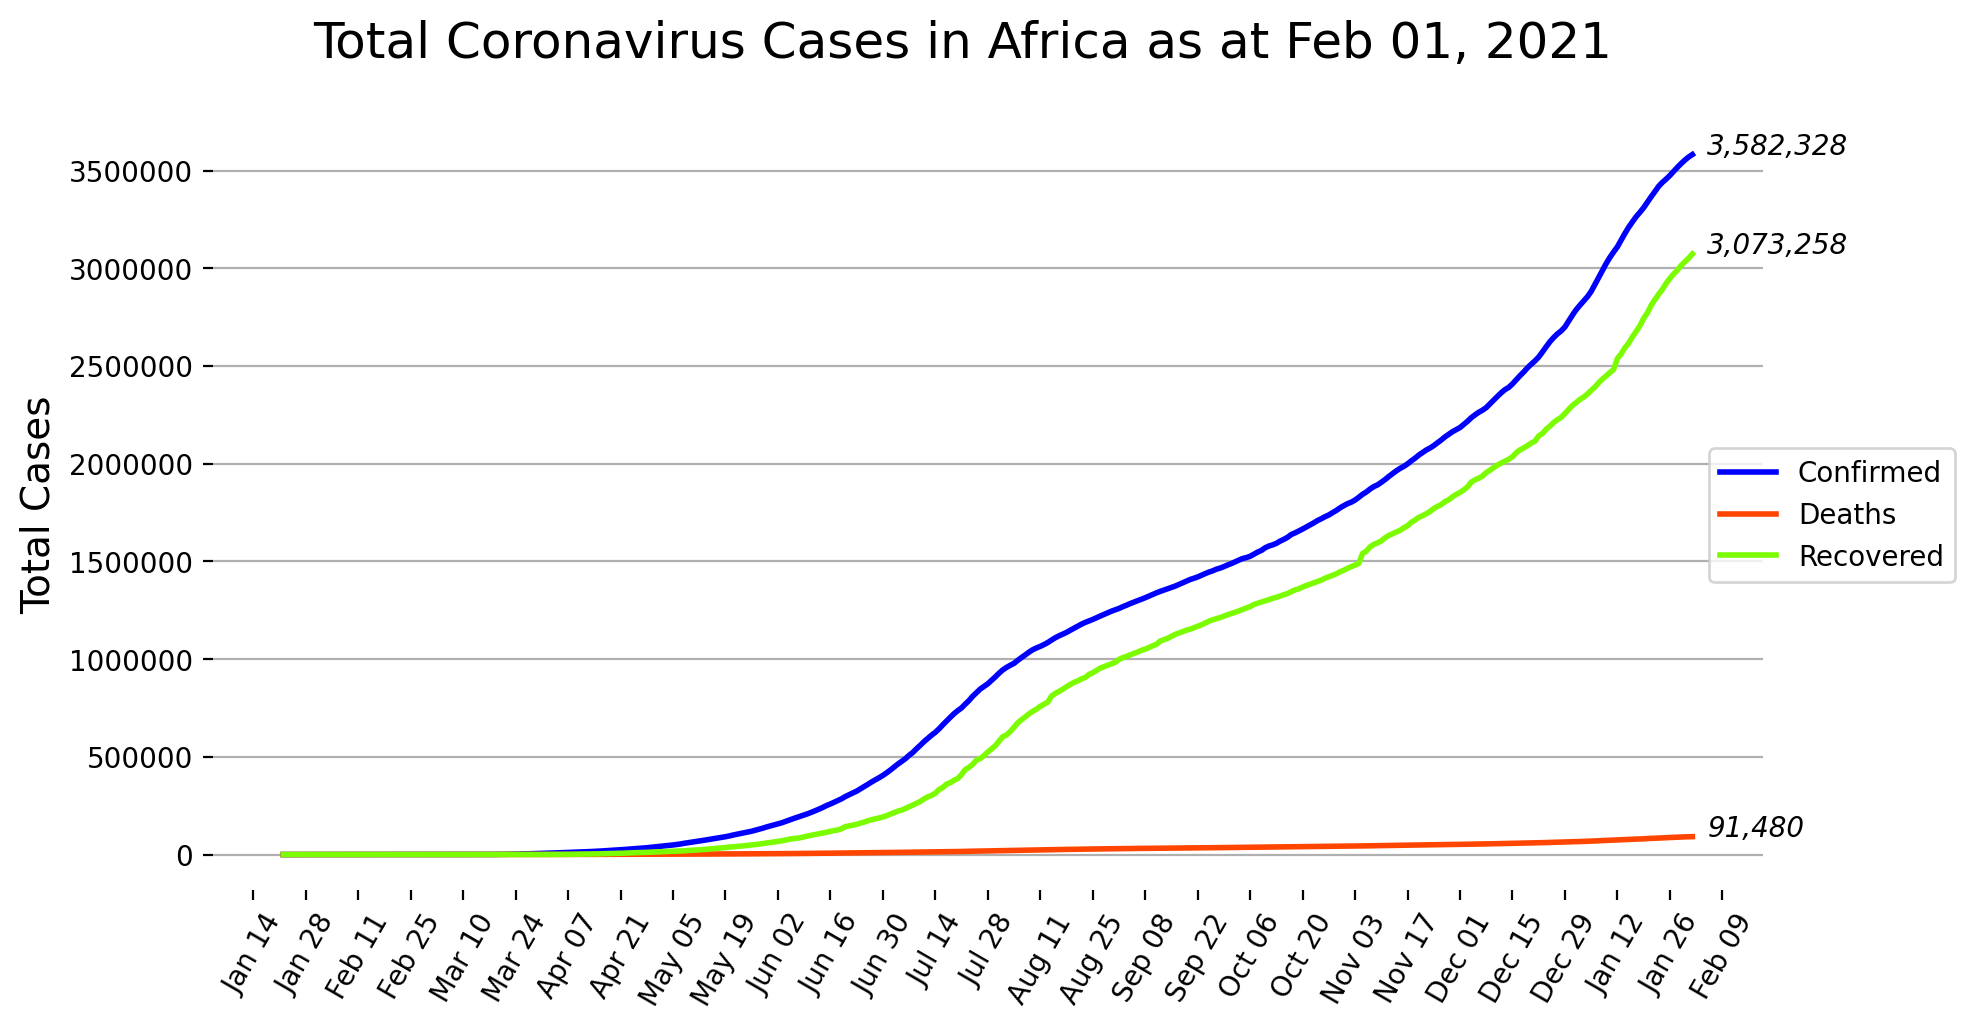 Total Coronavirus Cases in Africa as at Feb 01, 2021
3,582,328
3500000
3,073,258
3000000
2500000
2000000
1500000
1000000
500000
0
91,480
Total Cases
Confirmed
Deaths
Recovered
Jan 14
Jan 28
Feb 11
Feb 25
Mar 10
Mar 24
Apr 07
Apr 21
May 05
May 19
Jun 02
Jun 16
Jun 30
Jul 14
Jul 28
Aug 11
Aug 25
Sep 08
Sep 22
Oct 06
Oct 20
Nov 03
Nov 17
Dec 01
Dec 15
Dec 29
Jan 12
Jan 26
Feb 09